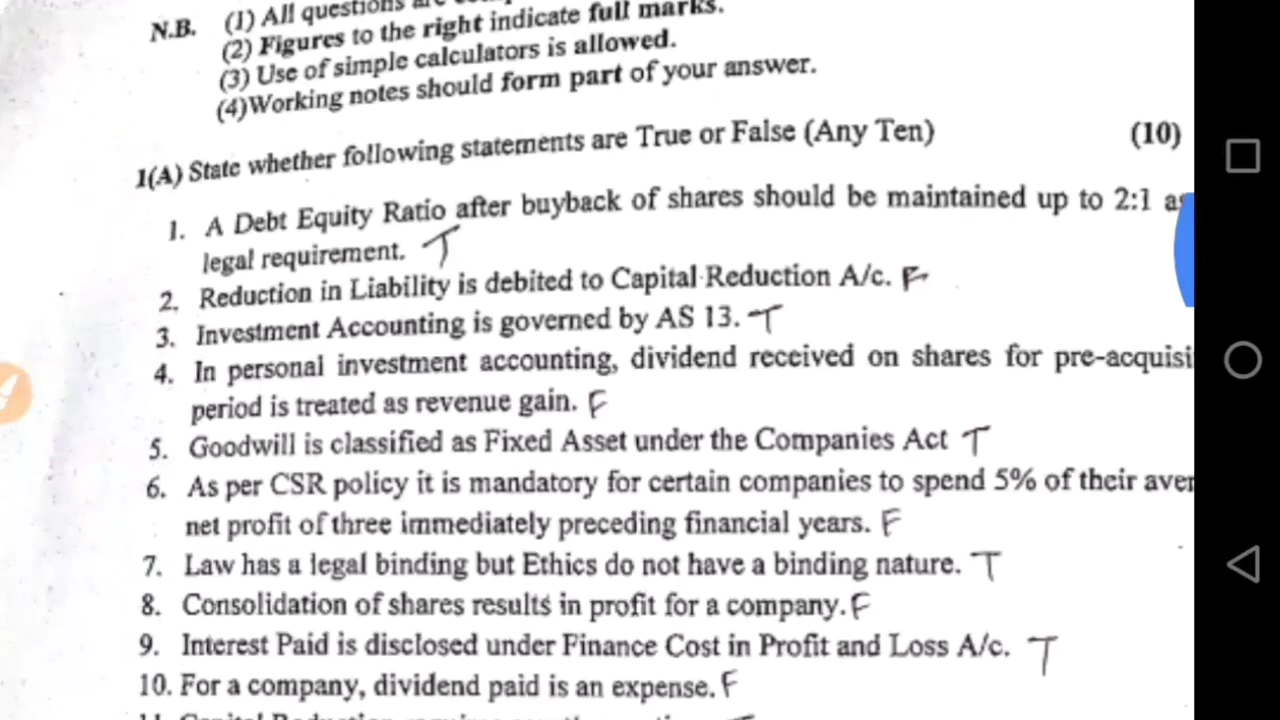 N.B. (1) All questions are
(2) Figures to the right indicate full marks.
(3) Use of simple calculators is allowed.
(4)Working notes should form part of your answer.
1(A) State whether following statements are True or False (Any Ten) (10)
1. A Debt Equity Ratio after buyback of shares should be maintained up to 2:1 as
legal requirement. T
2. Reduction in Liability is debited to Capital Reduction A/c. F
3. Investment Accounting is governed by AS 13. T
4. In personal investment accounting, dividend received on shares for pre-acquisi
period is treated as revenue gain. F
5. Goodwill is classified as Fixed Asset under the Companies Act T
6. As per CSR policy it is mandatory for certain companies to spend 5% of their aver
net profit of three immediately preceding financial years. F
7. Law has a legal binding but Ethics do not have a binding nature. T
8. Consolidation of shares results in profit for a company. F
9. Interest Paid is disclosed under Finance Cost in Profit and Loss A/c. T
10. For a company, dividend paid is an expense. F
11. Capital Reduction